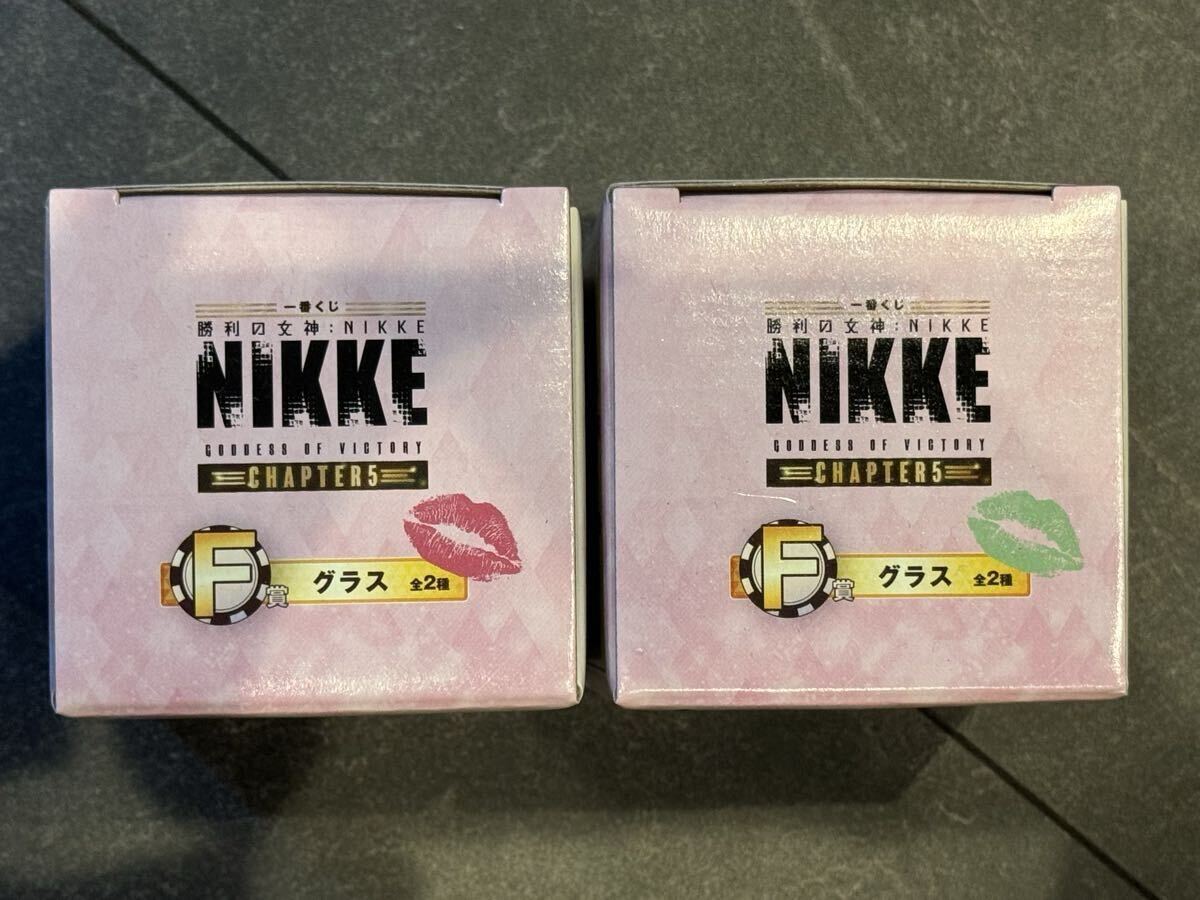 一番くじ
勝利の女神:NIKKE
NIKKE
GODDESS OF VICTORY
CHAPTER5
F賞 グラス 全2種
一番くじ
勝利の女神:NIKKE
NIKKE
GODDESS OF VICTORY
CHAPTER5
F賞 グラス 全2種